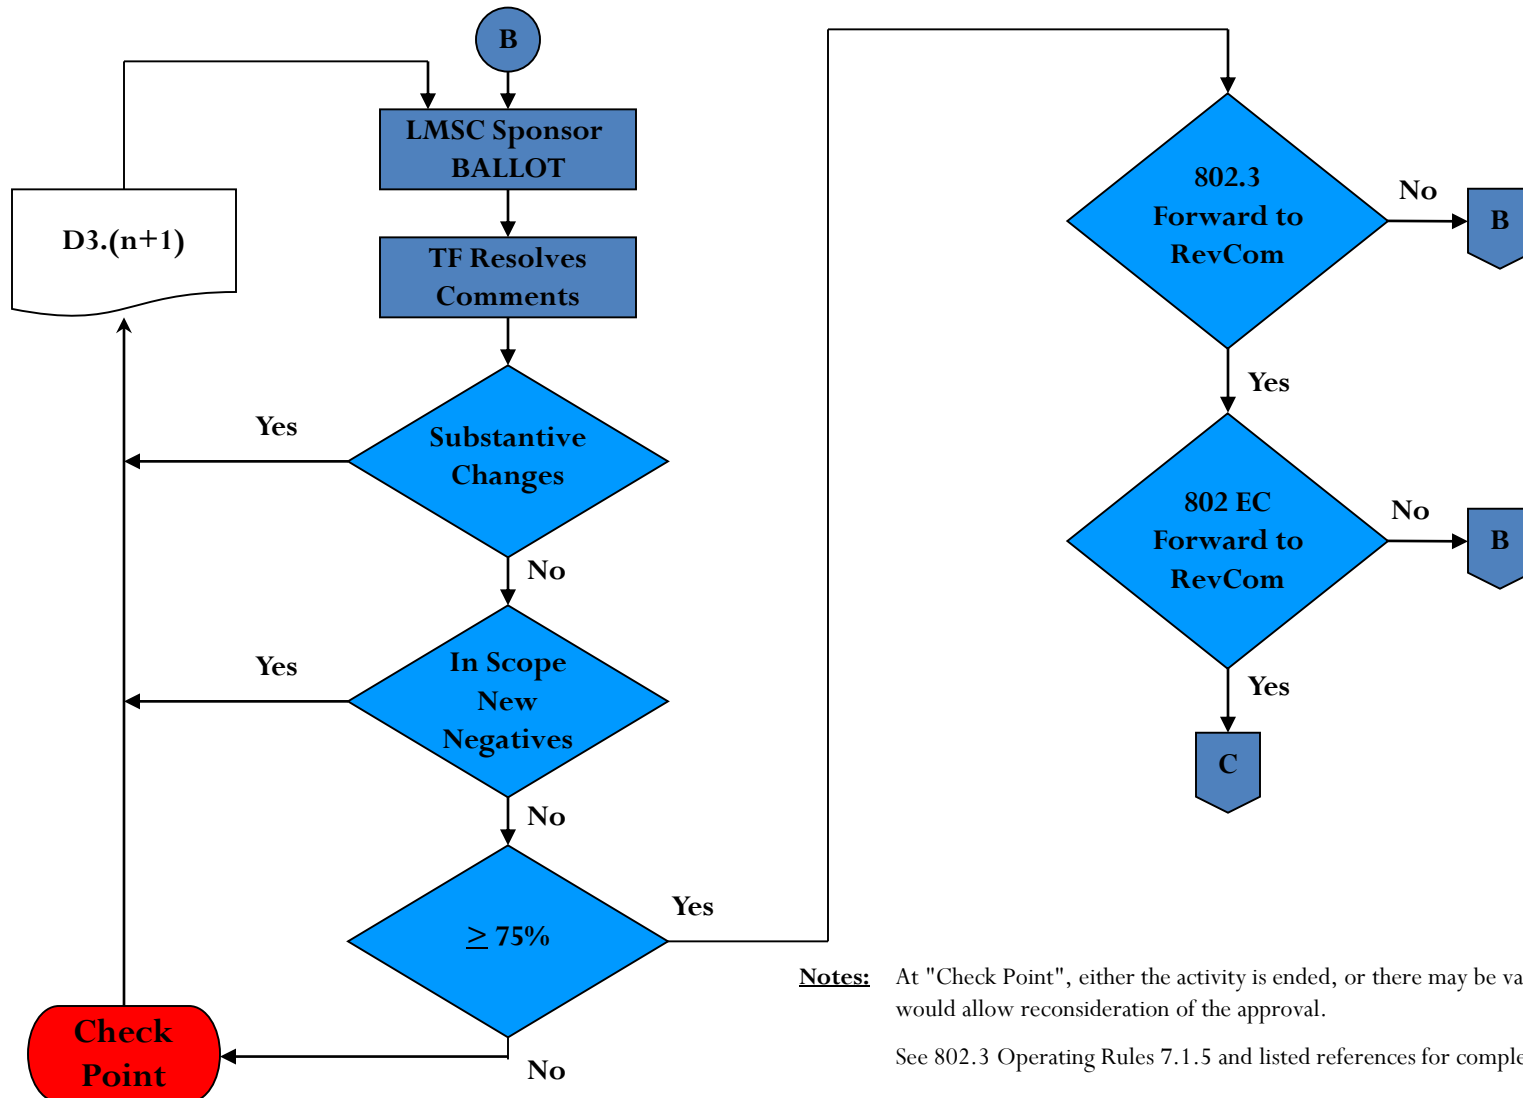 B
LMSC Sponsor
BALLOT
D3.(n+1)
TF Resolves
Comments
Yes
Substantive
Changes
No
Yes
In Scope
New
Negatives
No
≥ 75%
Yes
Check
Point
No
802.3
Forward to
RevCom
No
B
Yes
802 EC
Forward to
RevCom
No
B
Yes
C
Notes: At "Check Point", either the activity is ended, or there may be
would allow reconsideration of the approval.
See 802.3 Operating Rules 7.1.5 and listed references for